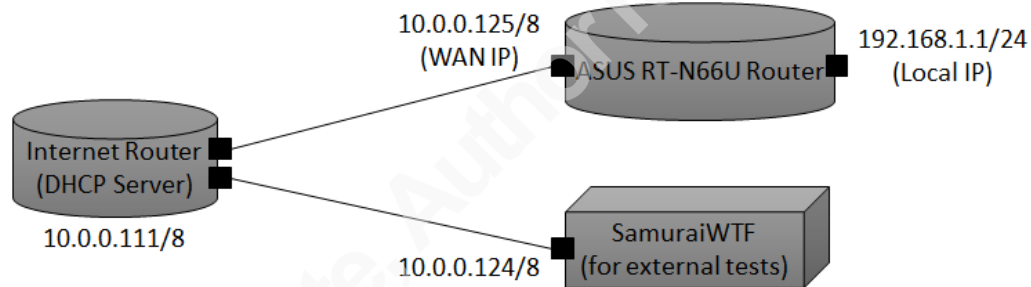 10.0.0.125/8
(WAN IP)
ASUS RT-N66U Router
192.168.1.1/24
(Local IP)
Internet Router
(DHCP Server)
10.0.0.111/8
SamuraiWTF
(for external tests)
10.0.0.124/8